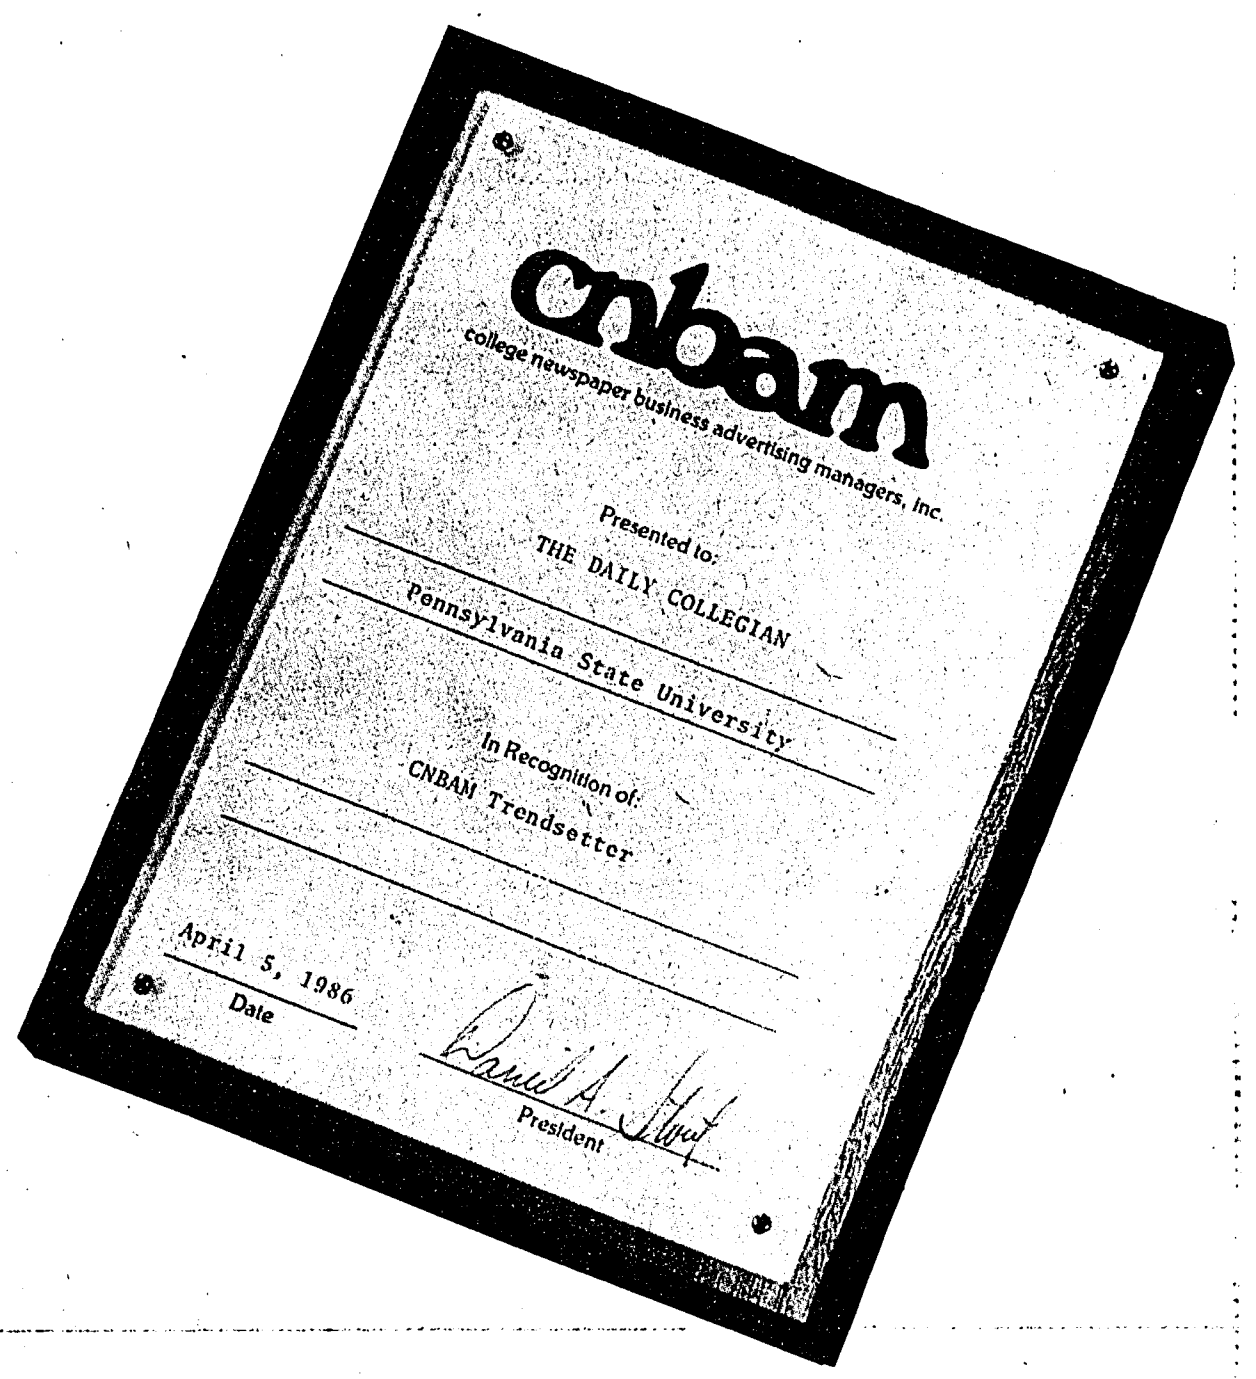 cnbam
college newspaper business advertising managers, inc.
Presented to:
THE DAILY COLLEGIAN
Pennsylvania State University
In Recognition of:
CNBAM Trendsetter
April 5, 1986
Date
Daniel A.
President